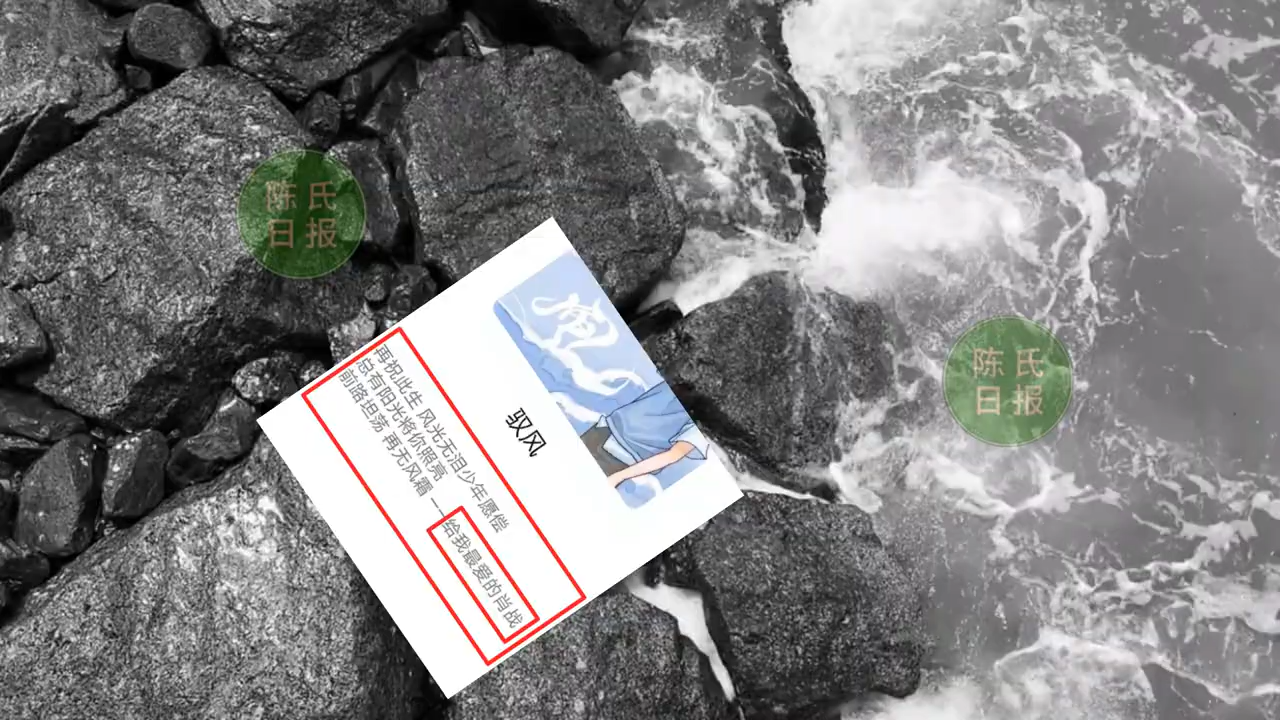 陈氏
日报
驭风
再祝此生 风光无泪少年愿偿
总有阳光将你照亮
前路坦荡 再无风霜 —给我最爱的肖战
陈氏
日报